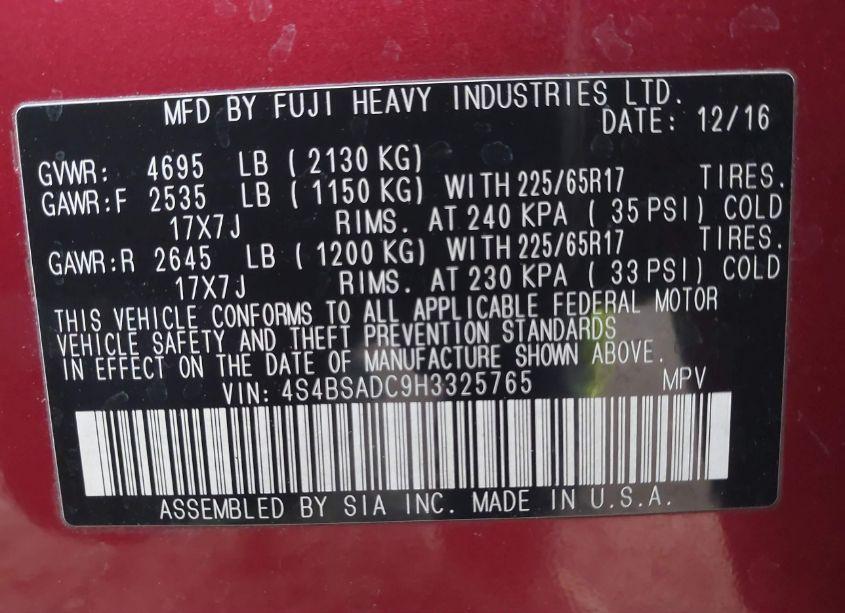 MFD BY FUJI HEAVY INDUSTRIES LTD.
DATE: 12/16
GVWR: 4695 LB ( 2130 KG)
GAWR:F 2535 LB ( 1150 KG) WITH 225/65R17 TIRES.
17X7J RIMS. AT 240 KPA ( 35 PSI) COLD
GAWR:R 2645 LB ( 1200 KG) WITH 225/65R17 TIRES.
17X7J RIMS. AT 230 KPA ( 33 PSI) COLD
THIS VEHICLE CONFORMS TO ALL APPLICABLE FEDERAL MOTOR
VEHICLE SAFETY AND THEFT PREVENTION STANDARDS
IN EFFECT ON THE DATE OF MANUFACTURE SHOWN ABOVE.
VIN: 4S4BSADC9H3325765 MPV
ASSEMBLED BY SIA INC. MADE IN U.S.A.